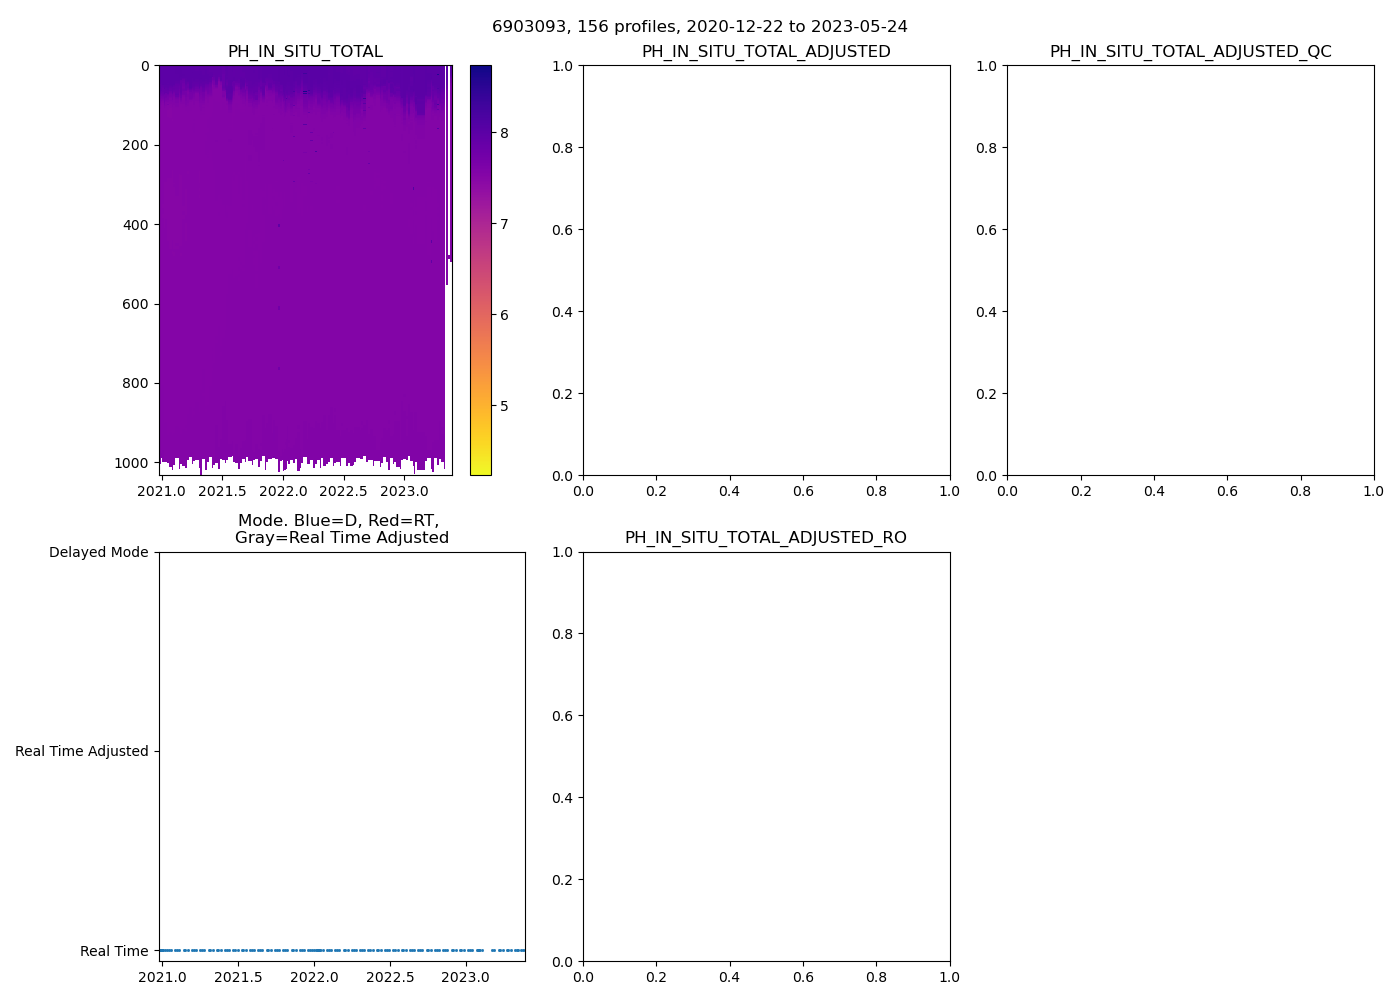 6903093, 156 profiles, 2020-12-22 to 2023-05-24
PH_IN_SITU_TOTAL
0
200
400
600
800
1000
2021.0 2021.5 2022.0 2022.5 2023.0
8
7
6
5
PH_IN_SITU_TOTAL_ADJUSTED
1.0
0.8
0.6
0.4
0.2
0.0
0.0 0.2 0.4 0.6 0.8 1.0
PH_IN_SITU_TOTAL_ADJUSTED_QC
1.0
0.8
0.6
0.4
0.2
0.0
0.0 0.2 0.4 0.6 0.8 1.0
Mode. Blue=D, Red=RT,
Gray=Real Time Adjusted
Delayed Mode
Real Time Adjusted
Real Time
2021.0 2021.5 2022.0 2022.5 2023.0
PH_IN_SITU_TOTAL_ADJUSTED_RO
1.0
0.8
0.6
0.4
0.2
0.0
0.0 0.2 0.4 0.6 0.8 1.0